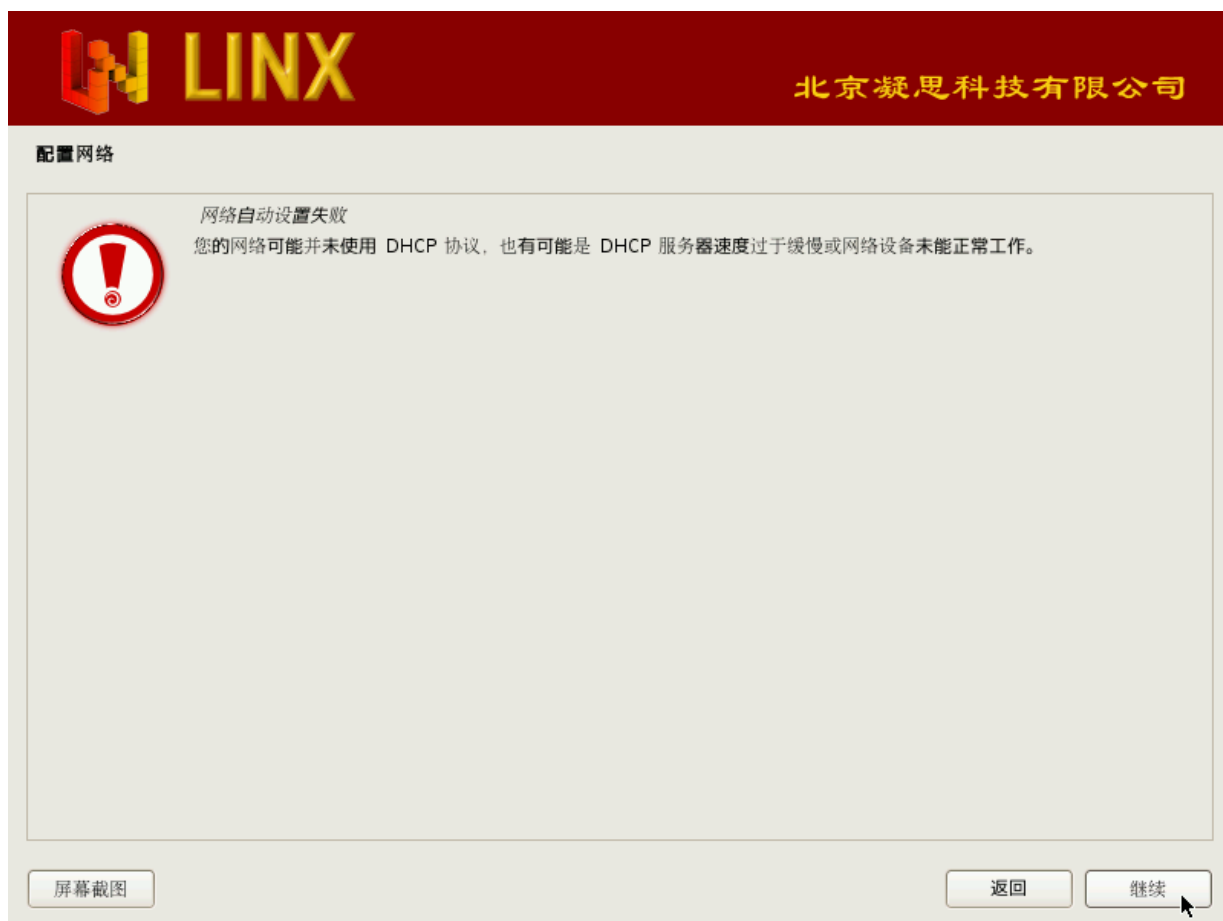 LINX
北京凝思科技有限公司
配置网络
网络自动设置失败
您的网络可能并未使用 DHCP 协议，也有可能是 DHCP 服务器速度过于缓慢或网络设备未能正常工作。
屏幕截图
返回
继续